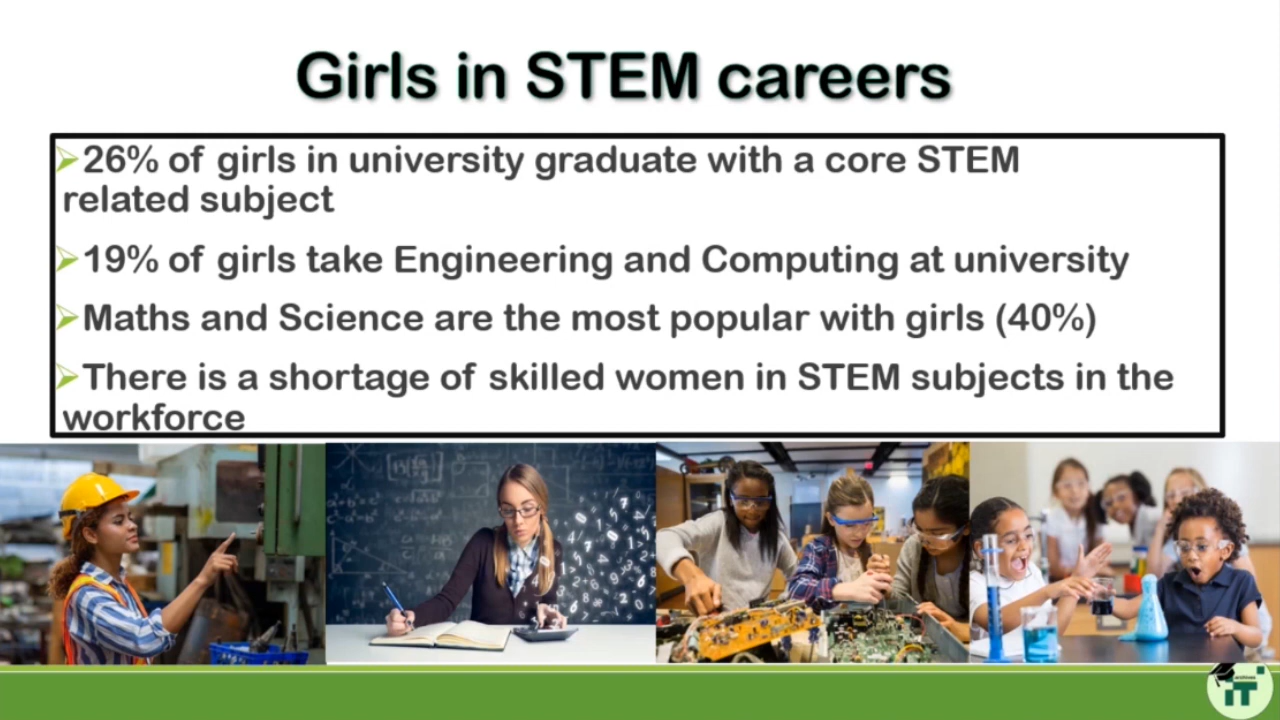 Girls in STEM careers
26% of girls in university graduate with a core STEM
related subject
19% of girls take Engineering and Computing at university
Maths and Science are the most popular with girls (40%)
There is a shortage of skilled women in STEM subjects in the
workforce
archives
iT